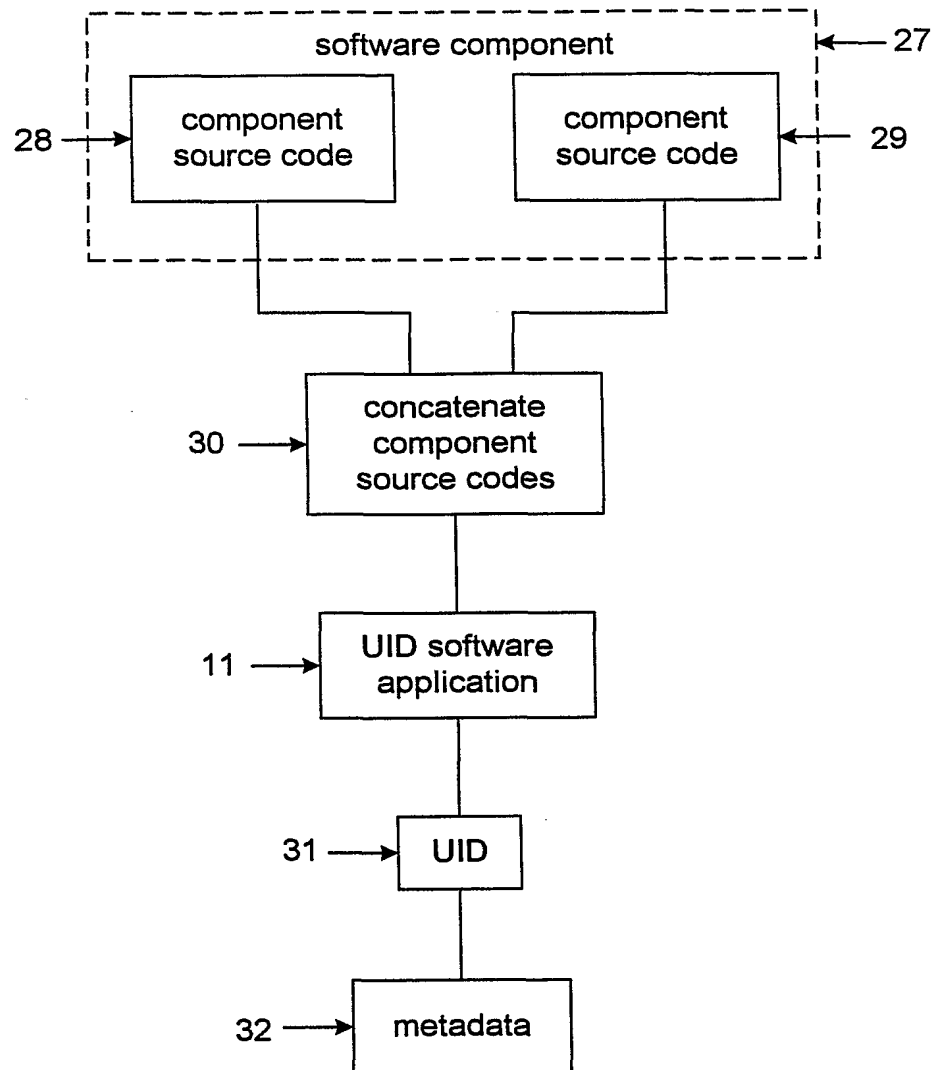 software component
27
28
component
source code
component
source code
29
30
concatenate
component
source codes
11
UID software
application
31
UID
32
metadata